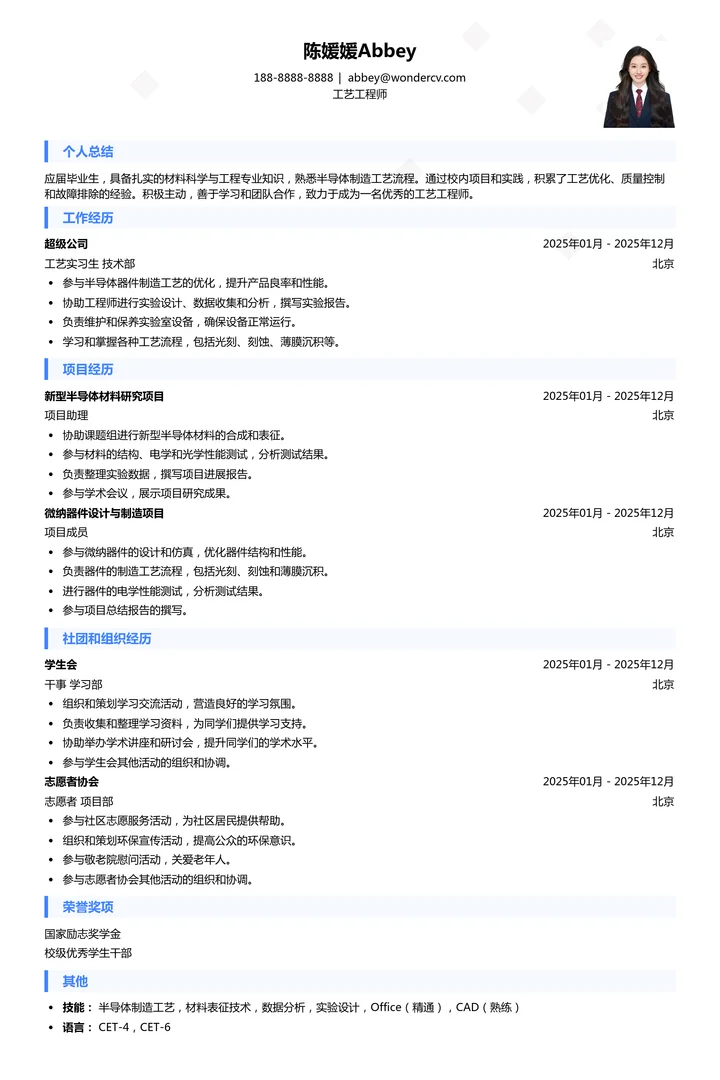 陈媛媛Abbey
188-8888-8888 | abbey@wondercv.com
工艺工程师
个人总结
应届毕业生，具备扎实的材料科学与工程专业知识，熟悉半导体制造工艺流程。通过校内项目和实践，积累了工艺优化、质量控制
和故障排除的经验。积极主动，善于学习和团队合作，致力于成为一名优秀的工艺工程师。
工作经历
超级公司 2025年01月 - 2025年12月
工艺实习生 技术部 北京
• 参与半导体器件制造工艺的优化，提升产品良率和性能。
• 协助工程师进行实验设计、数据收集和分析，撰写实验报告。
• 负责维护和保养实验室设备，确保设备正常运行。
• 学习和掌握各种工艺流程，包括光刻、刻蚀、薄膜沉积等。
项目经历
新型半导体材料研究项目 2025年01月 - 2025年12月
项目助理 北京
• 协助课题组进行新型半导体材料的合成和表征。
• 参与材料的结构、电学和光学性能测试，分析测试结果。
• 负责整理实验数据，撰写项目进展报告。
• 参与学术会议，展示项目研究成果。
微纳器件设计与制造项目 2025年01月 - 2025年12月
项目成员 北京
• 参与微纳器件的设计和仿真，优化器件结构和性能。
• 负责器件的制造工艺流程，包括光刻、刻蚀和薄膜沉积。
• 进行器件的电学性能测试，分析测试结果。
• 参与项目总结报告的撰写。
社团和组织经历
学生会 2025年01月 - 2025年12月
干事 学习部 北京
• 组织和策划学习交流活动，营造良好的学习氛围。
• 负责收集和整理学习资料，为同学们提供学习支持。
• 协助举办学术讲座和研讨会，提升同学们的学术水平。
• 参与学生会其他活动的组织和协调。
志愿者协会 2025年01月 - 2025年12月
志愿者 项目部 北京
• 参与社区志愿服务活动，为社区居民提供帮助。
• 组织和策划环保宣传活动，提高公众的环保意识。
• 参与敬老院慰问活动，关爱老年人。
• 参与志愿者协会其他活动的组织和协调。
荣誉奖项
国家励志奖学金
校级优秀学生干部
其他
• 技能： 半导体制造工艺，材料表征技术，数据分析，实验设计，Office（精通），CAD（熟练）
• 语言： CET-4，CET-6